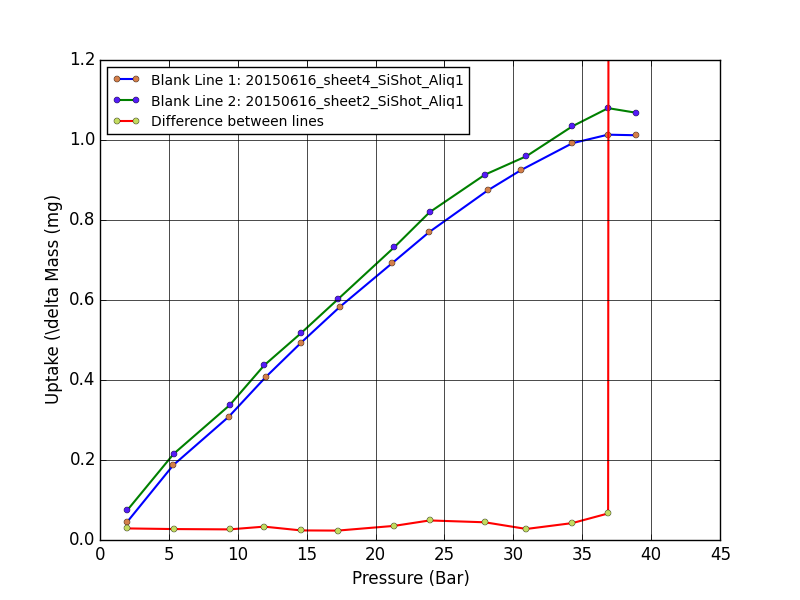 1.2
1.0
0.8
0.6
0.4
0.2
0.0
Uptake (\delta Mass (mg)
Blank Line 1: 20150616_sheet4_SiShot_Aliq1
Blank Line 2: 20150616_sheet2_SiShot_Aliq1
Difference between lines
0 5 10 15 20 25 30 35 40 45
Pressure (Bar)